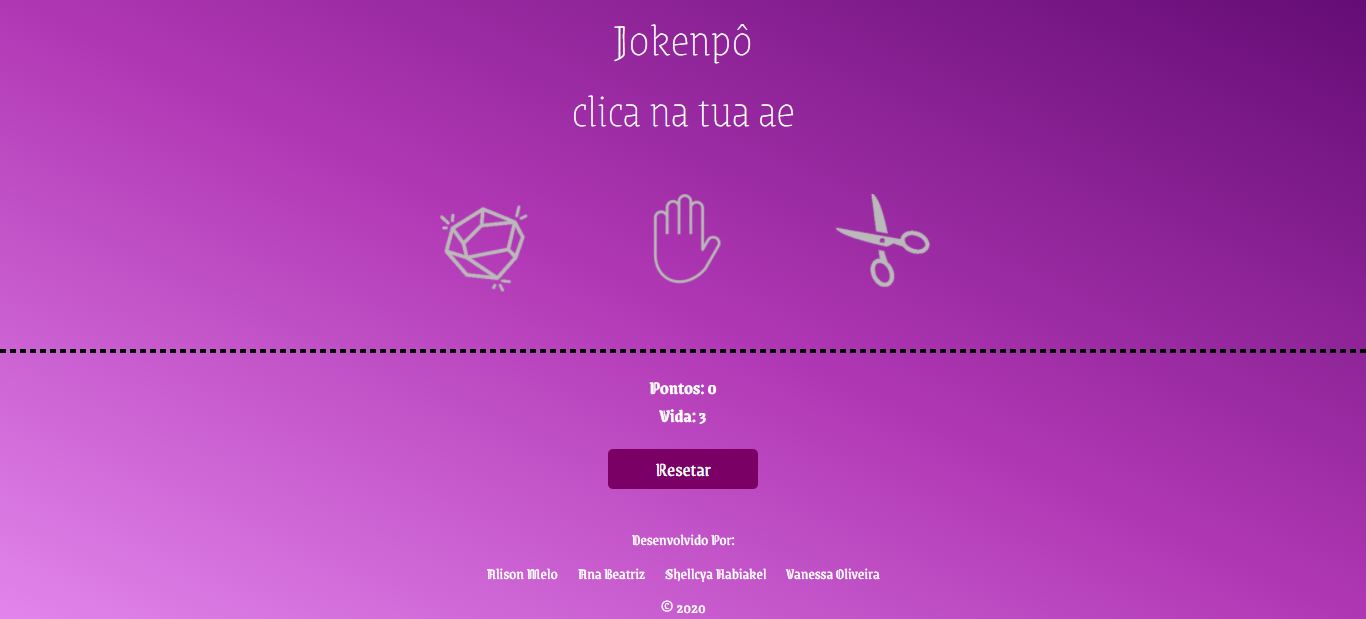 Jokenpô
clica na tua ae
Pontos: 0
Vida: 3
Resetar
Desenvolvido Por:
Alison Melo Ana Beatriz Shellcya Habiakel Vanessa Oliveira
© 2020